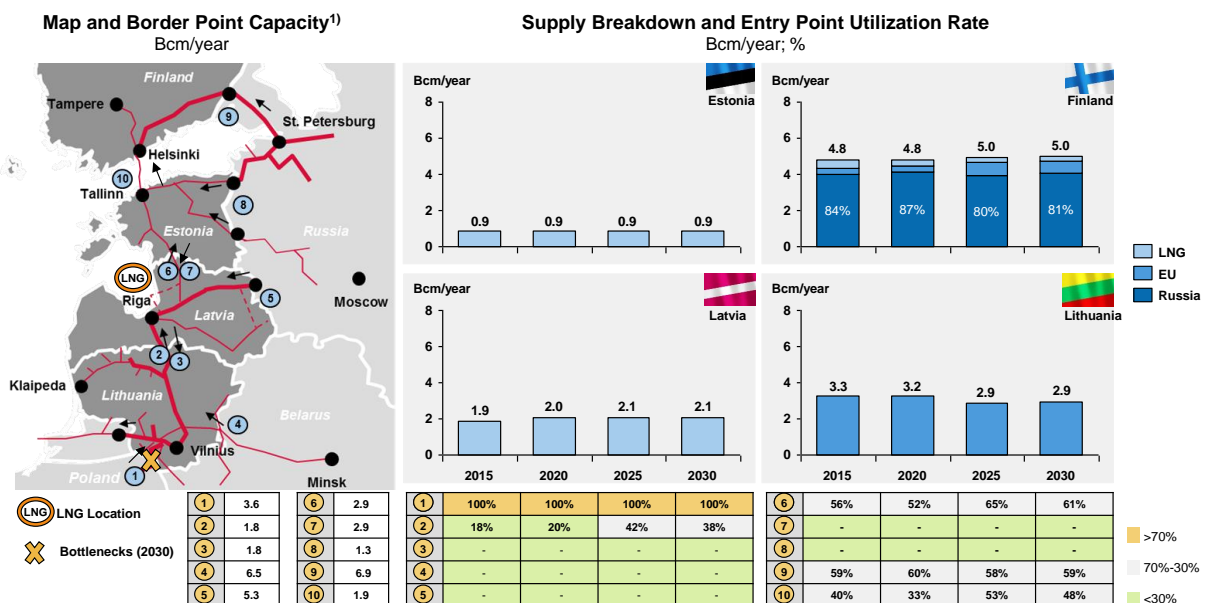 Map and Border Point Capacity1)
Bcm/year
Supply Breakdown and Entry Point Utilization Rate
Bcm/year; %
Finland
Tampere
9
St. Petersburg
Helsinki
10
Tallinn
8
Estonia
Russia
6 7
LNG
Riga
5
Moscow
Latvia
2 3
Klaipeda
Lithuania
Belarus
4
Vilnius
Poland 1
Minsk
Bcm/year
Estonia
8
6
4
2
0
0.9 0.9 0.9 0.9
Bcm/year
Finland
8
6
4
2
0
4.8 4.8 5.0 5.0
84% 87% 80% 81%
Bcm/year
Latvia
8
6
4
2
0
1.9 2.0 2.1 2.1
2015 2020 2025 2030
Bcm/year
Lithuania
8
6
4
2
0
3.3 3.2 2.9 2.9
2015 2020 2025 2030
LNG
EU
Russia
LNG LNG Location
Bottlenecks (2030)
1 3.6 6 2.9
2 1.8 7 2.9
3 1.8 8 1.3
4 6.5 9 6.9
5 5.3 10 1.9
1 100% 100% 100% 100%
2 18% 20% 42% 38%
3 - - - -
4 - - - -
5 - - - -
6 56% 52% 65% 61%
7 - - - -
8 - - - -
9 59% 60% 58% 59%
10 40% 33% 53% 48%
>70%
70%-30%
<30%